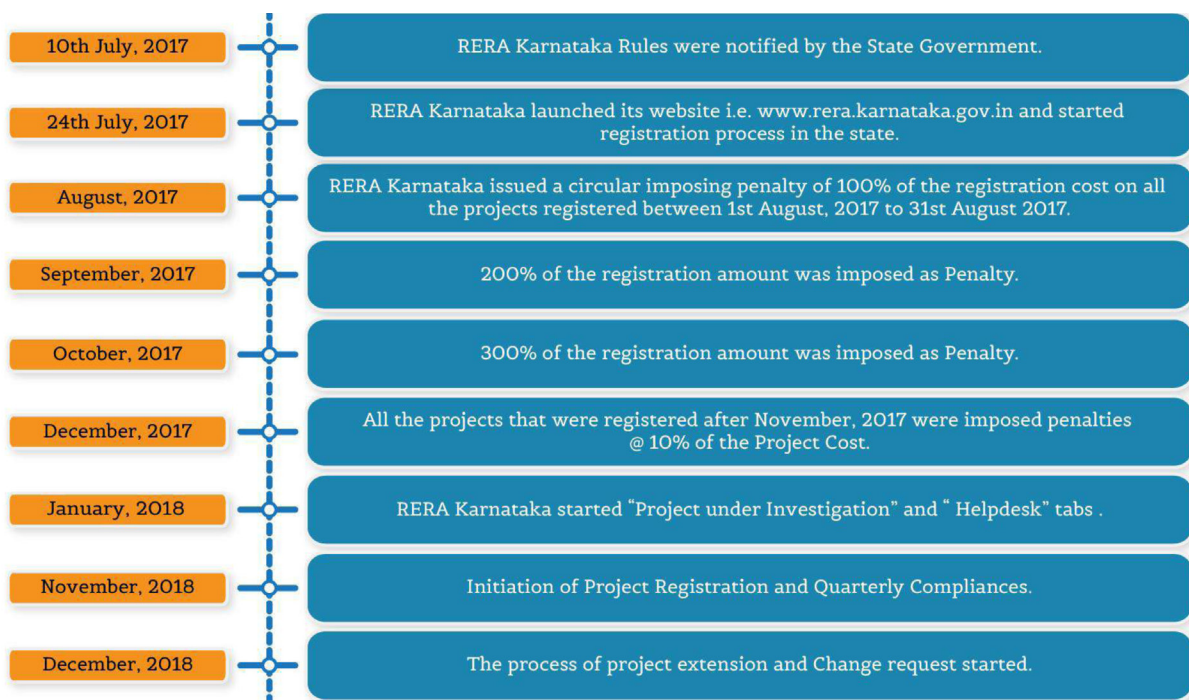 10th July, 2017
RERA Karnataka Rules were notified by the State Government.
24th July, 2017
RERA Karnataka launched its website i.e. www.rera.karnataka.gov.in and started
registration process in the state.
August, 2017
RERA Karnataka issued a circular imposing penalty of 100% of the registration cost on all
the projects registered between 1st August, 2017 to 31st August 2017.
September, 2017
200% of the registration amount was imposed as Penalty.
October, 2017
300% of the registration amount was imposed as Penalty.
December, 2017
All the projects that were registered after November, 2017 were imposed penalties
@ 10% of the Project Cost.
January, 2018
RERA Karnataka started “Project under Investigation” and “ Helpdesk” tabs .
November, 2018
Initiation of Project Registration and Quarterly Compliances.
December, 2018
The process of project extension and Change request started.